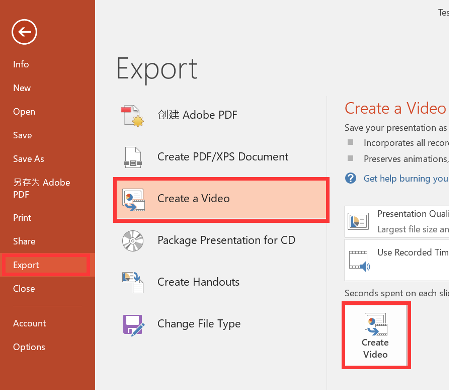 Tes
Info
New
Open
Save
Save As
另存为 Adobe
PDF
Print
Share
Export
Close
Account
Options
Export
创建 Adobe PDF
Create PDF/XPS Document
Create a Video
Package Presentation for CD
Create Handouts
Change File Type
Create a Video
Save your presentation as
Incorporates all reco
Preserves animations,
Get help burning you
Presentation Quali
Largest file size an
Use Recorded Tim
Seconds spent on each slid
Create
Video